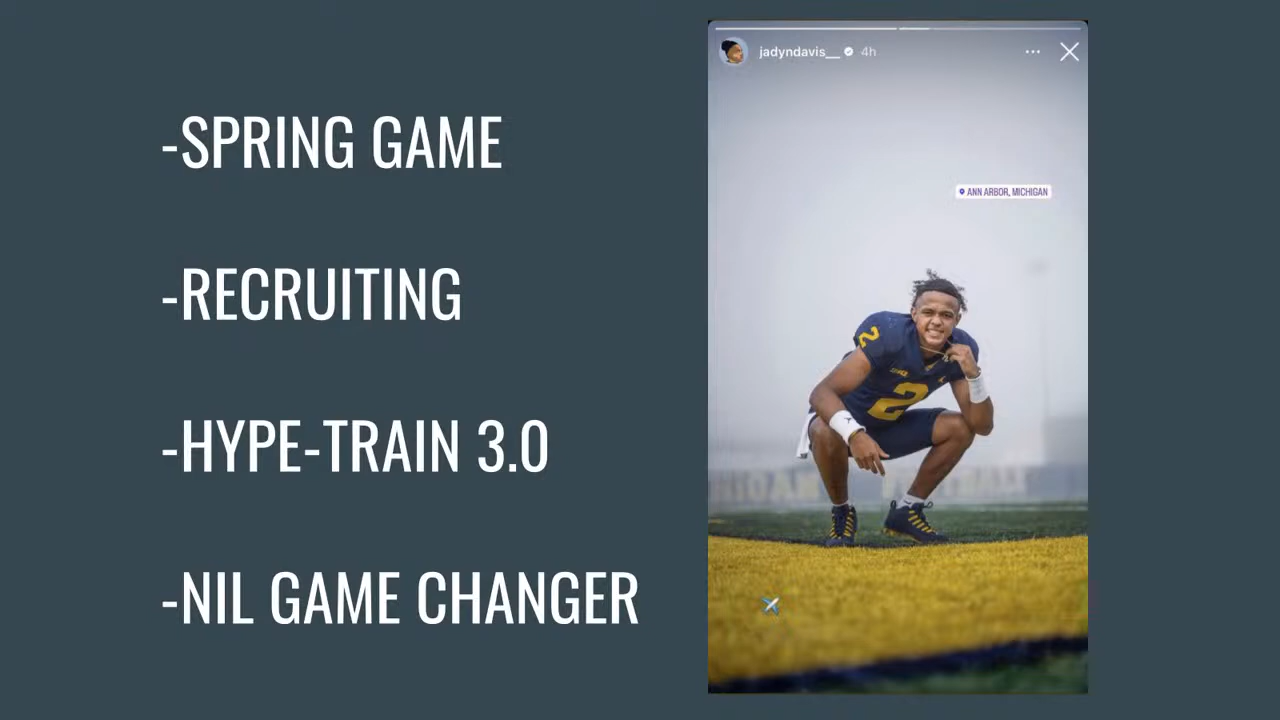 -SPRING GAME
-RECRUITING
-HYPE-TRAIN 3.0
-NIL GAME CHANGER
jadyndavis__ 4h
ANN ARBOR, MICHIGAN
2
2